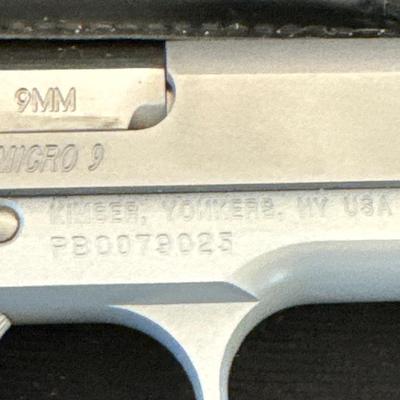 9MM
MICRO 9
KIMBER, YONKERS, NY USA
PB0079025